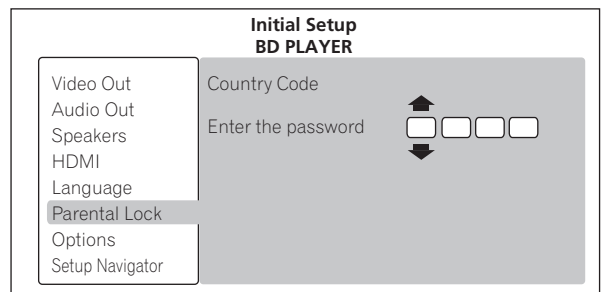 Initial Setup
BD PLAYER
Video Out
Audio Out
Speakers
HDMI
Language
Parental Lock
Options
Setup Navigator
Country Code
Enter the password